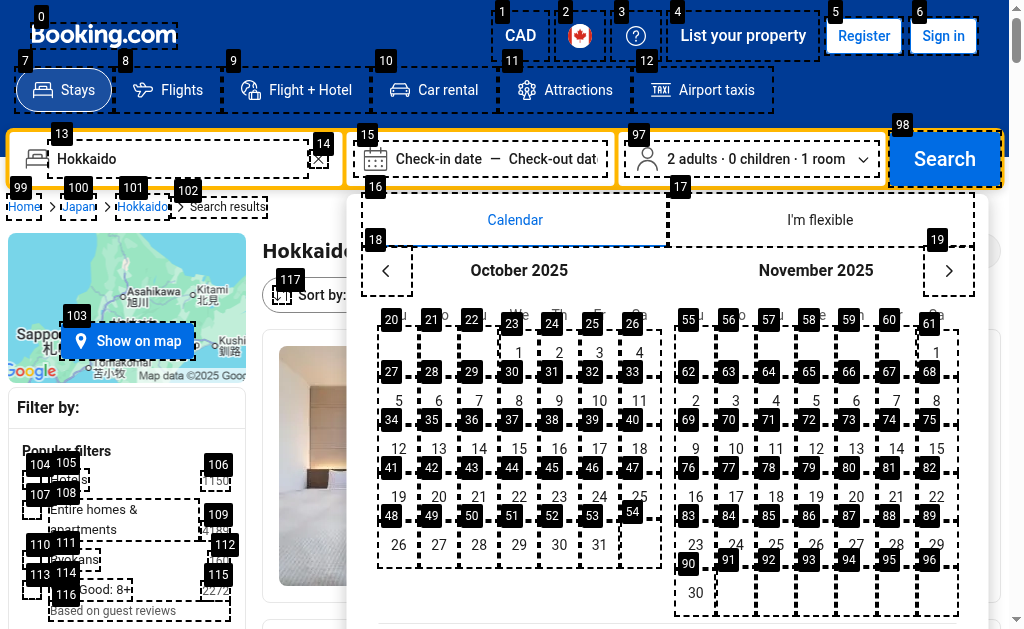 Booking.com
CAD
List your property
Register
Sign in
Stays
Flights
Flight + Hotel
Car rental
Attractions
Airport taxis
Hokkaido
Check-in date — Check-out dat
2 adults · 0 children · 1 room
Search
Home
Japan
Hokkaido
Search results
Calendar
I'm flexible
October 2025
November 2025
1 2 3 4
5 6 7 8 9 10 11
12 13 14 15 16 17 18
19 20 21 22 23 24 25
26 27 28 29 30 31
1
2 3 4 5 6 7 8
9 10 11 12 13 14 15
16 17 18 19 20 21 22
23 24 25 26 27 28 29
30
Hokkaido
Sort by:
Asahikawa
旭川
Kitami
北見
Sappo
札
Kushi
釧路
Tomakomai
苫小牧
Show on map
Google
Map data ©2025 Goo
Filter by:
Popular filters
Hotels
1150
Entire homes &
apartments
4189
Ryokans
160
Good: 8+
2272
Based on guest reviews
0
1
2
3
4
5
6
7
8
9
10
11
12
13
14
15
97
98
16
17
18
19
99
100
101
102
103
117
20 21 22 23 24 25 26
27 28 29 30 31 32 33
34 35 36 37 38 39 40
41 42 43 44 45 46 47
48 49 50 51 52 53 54
55 56 57 58 59 60 61
62 63 64 65 66 67 68
69 70 71 72 73 74 75
76 77 78 79 80 81 82
83 84 85 86 87 88 89
90 91 92 93 94 95 96
104 105 106
107 108
109
110 111 112
113 114 115
116